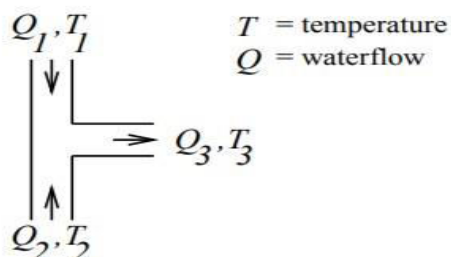 Q1,T1
T = temperature
Q = waterflow
Q3,T3
Q2,T2